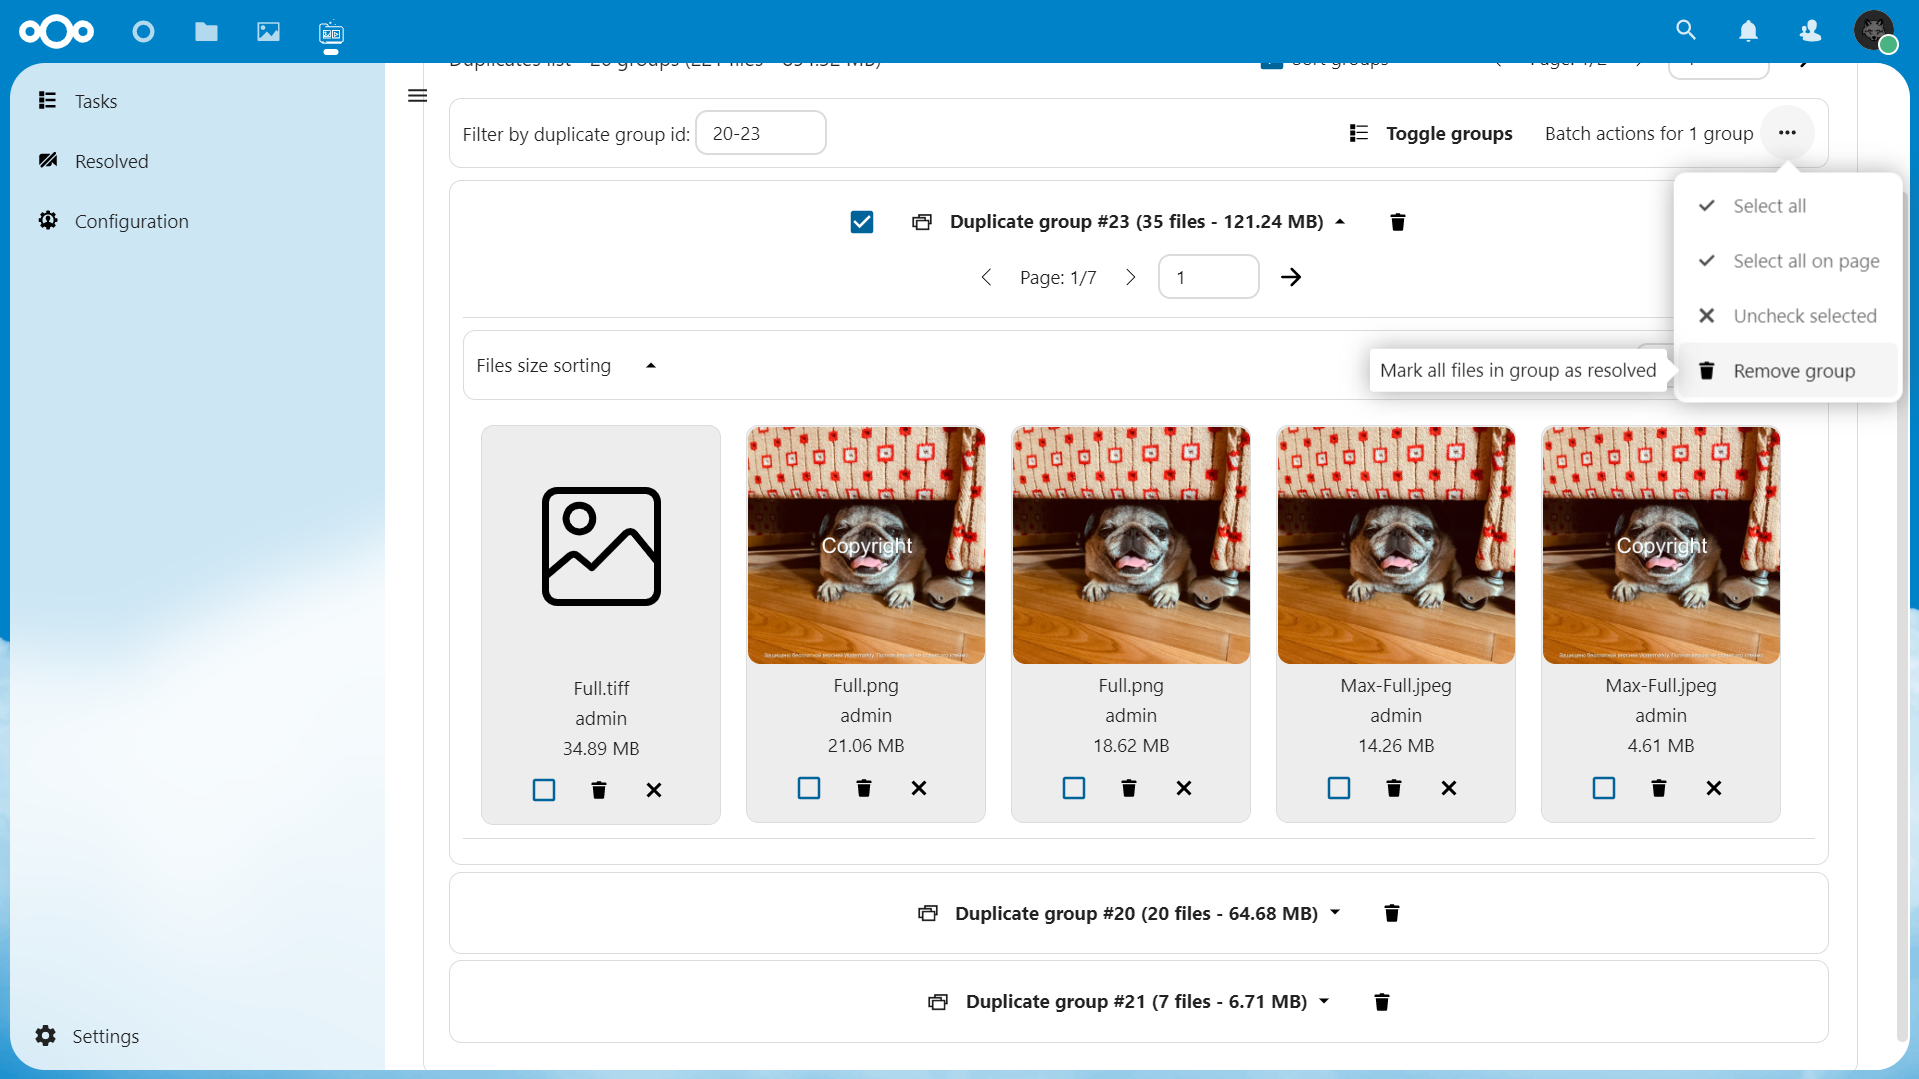 Tasks
Resolved
Configuration
Settings
Filter by duplicate group id: 20-23
Toggle groups
Batch actions for 1 group
Select all
Select all on page
Uncheck selected
Remove group
Mark all files in group as resolved
Duplicate group #23 (35 files - 121.24 MB)
Page: 1/7
1
Files size sorting
Copyright
Copyright
Full.tiff
admin
34.89 MB
Full.png
admin
21.06 MB
Full.png
admin
18.62 MB
Max-Full.jpeg
admin
14.26 MB
Max-Full.jpeg
admin
4.61 MB
Duplicate group #20 (20 files - 64.68 MB)
Duplicate group #21 (7 files - 6.71 MB)